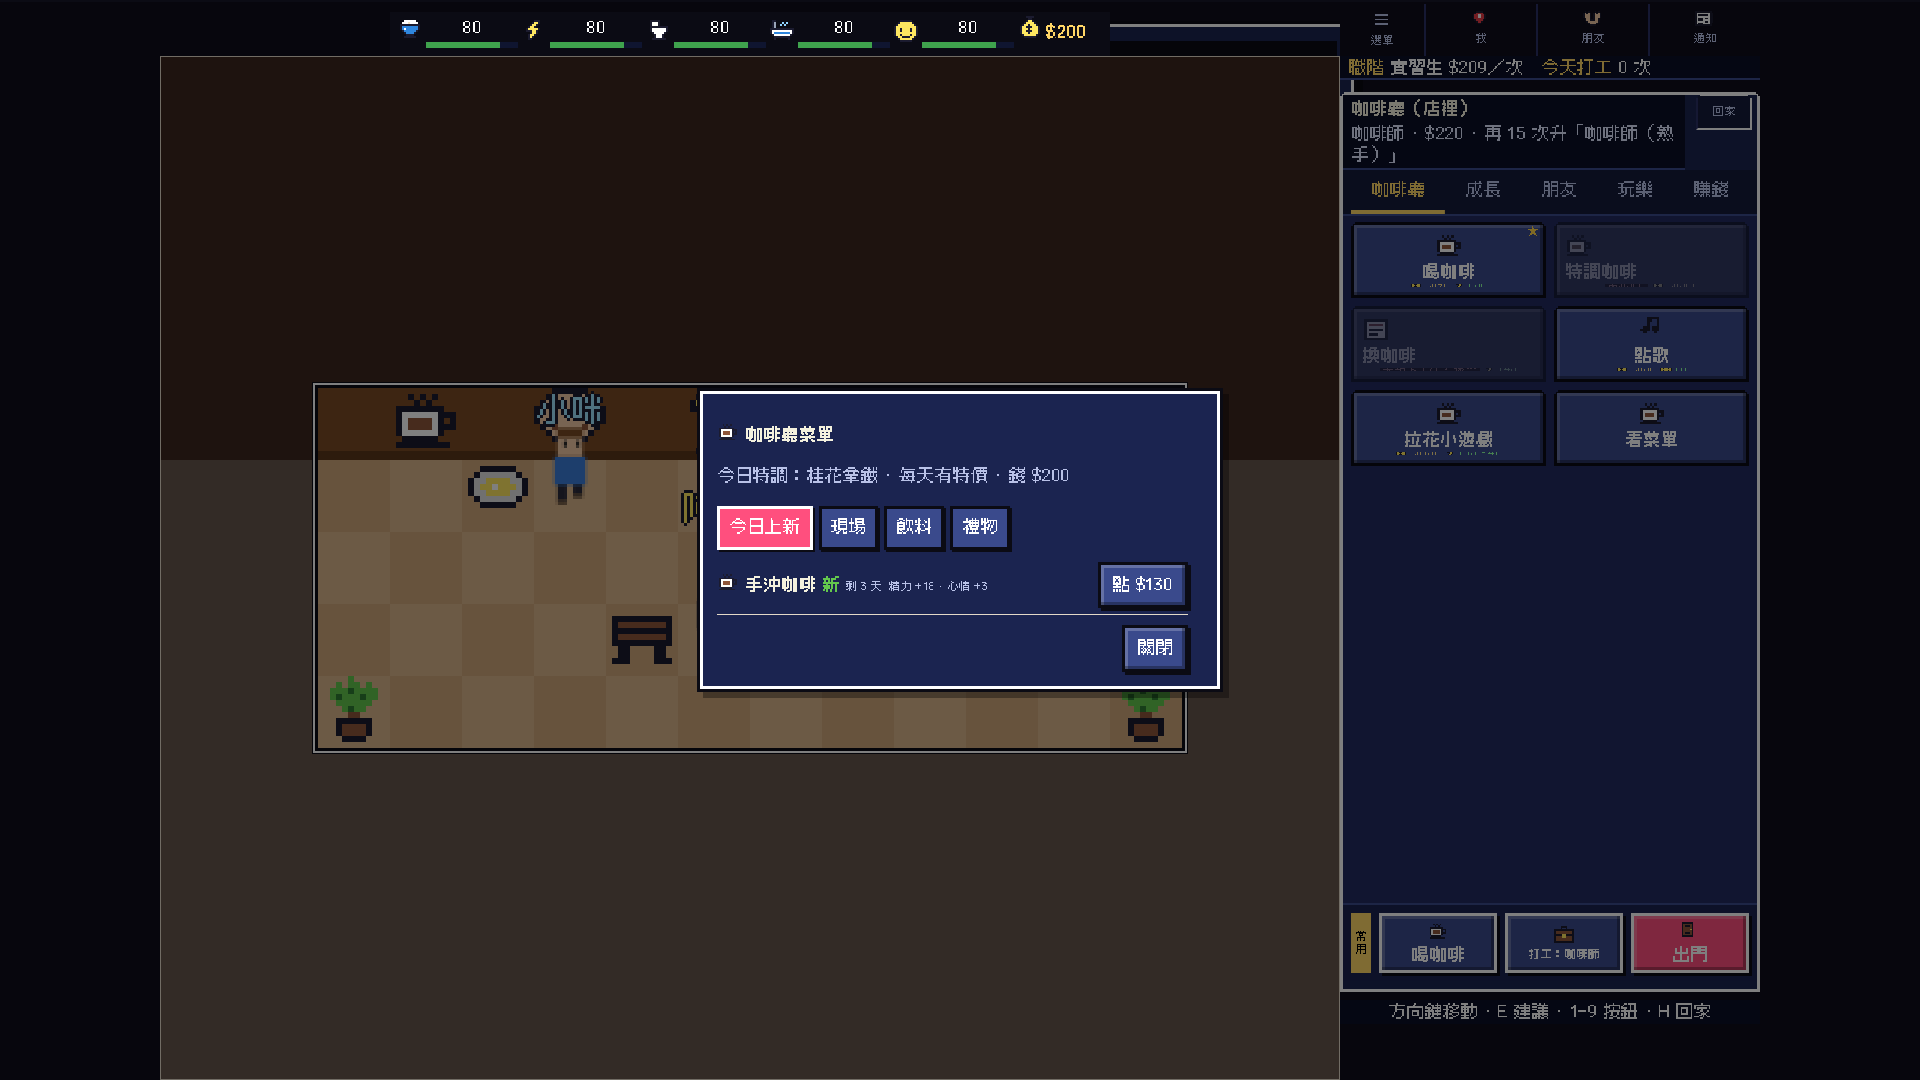 80 80 80 80 80 $200
選單 我 朋友 通知
職階 實習生 $209／次 今天打工 0 次
咖啡廳（店裡）
回家
咖啡師 · $220 · 再 15 次升「咖啡師（熟
手）」
咖啡廳 成長 朋友 玩樂 賺錢
喝咖啡
特調咖啡
換咖啡
點歌
拉花小遊戲
看菜單
小咪
咖啡廳菜單
今日特調：桂花拿鐵 · 每天有特價 · 錢 $200
今日上新 現場 飲料 禮物
手沖咖啡 新 剩 3 天 精力+18 · 心情 +3
點 $130
關閉
常用
喝咖啡
打工：咖啡師
出門
方向鍵移動 · E 建議 · 1-9 按鈕 · H 回家